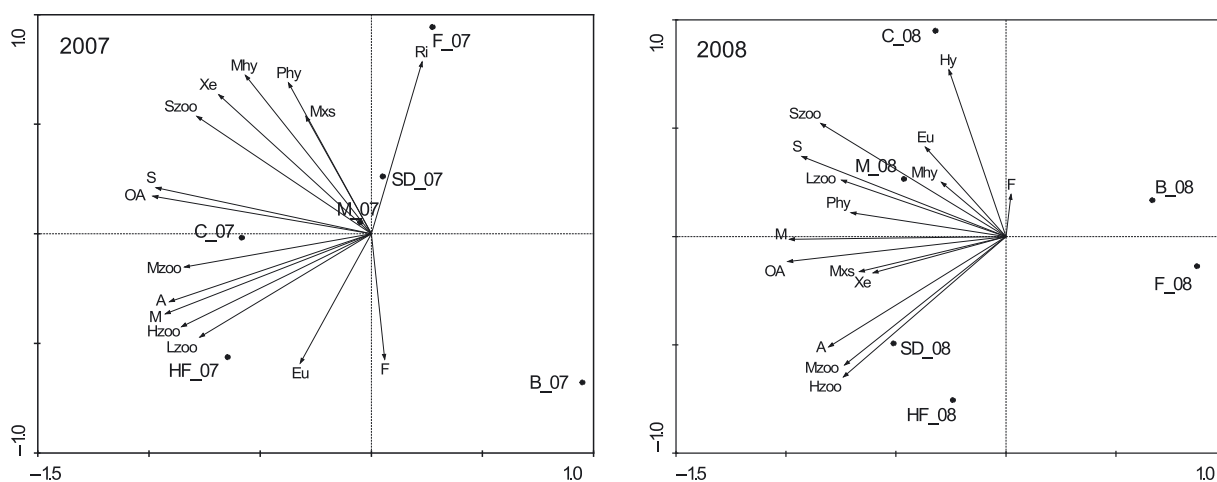 1.0
2007
F_07
Ri
Mhy
Phy
Xe
Szoo
Mxs
S
OA
SD_07
M_07
C_07
Mzoo
A
M
Hzoo
Lzoo
HF_07
Eu
F
B_07
–1.0
–1.5
1.0
1.0
2008
C_08
Hy
Szoo
Eu
S
M_08
Mhy
Lzoo
F
B_08
Phy
M
OA
Mxs
Xe
F_08
A
SD_08
Mzoo
Hzoo
HF_08
–1.0
–1.5
1.0